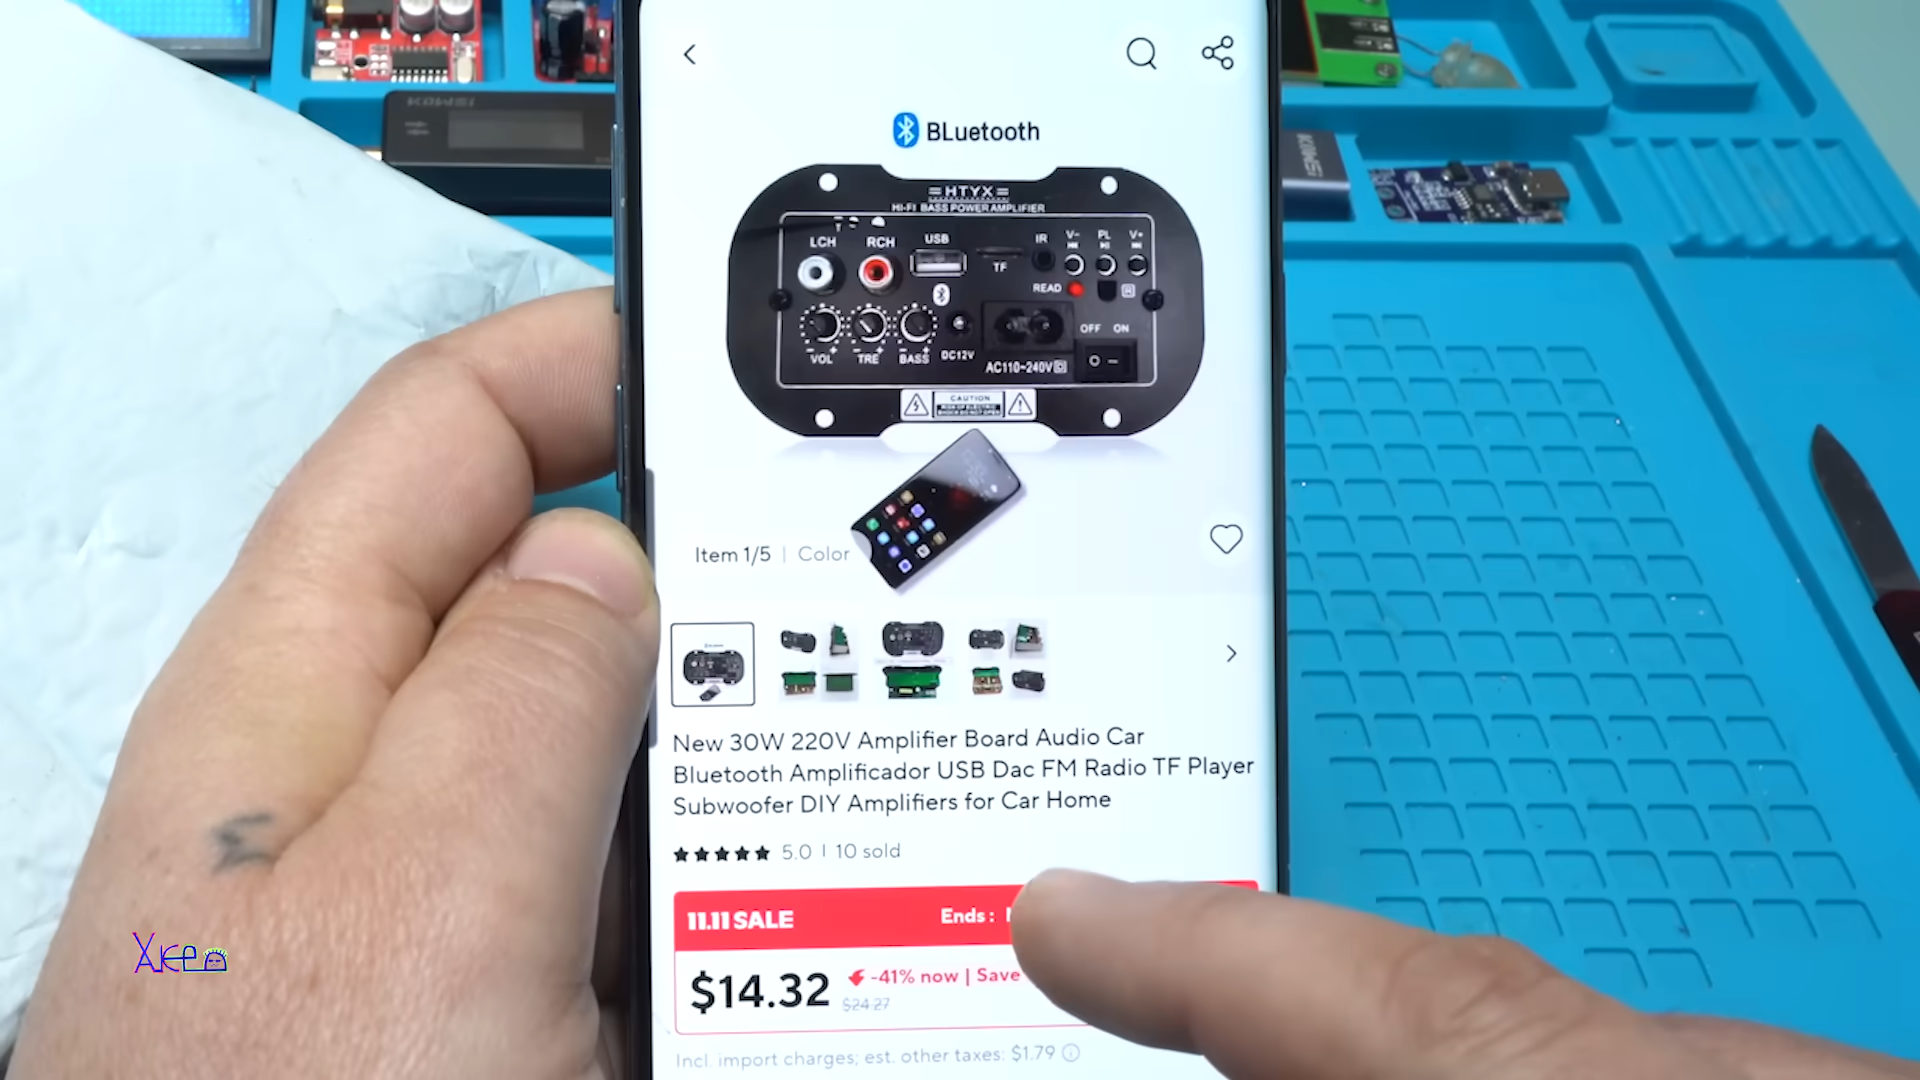 KOWSI
BLuetooth
HTYX
HI-FI BASS POWER AMPLIFIER
LCH
RCH
USB
TF
IR
V-
PL
V+
READ
R
VOL
TRE
BASS
DC12V
AC110~240V
OFF
ON
CAUTION
Item 1/5 | Color
New 30W 220V Amplifier Board Audio Car
Bluetooth Amplificador USB Dac FM Radio TF Player
Subwoofer DIY Amplifiers for Car Home
5.0 | 10 sold
11.11 SALE
Ends:
$14.32
-41% now | Save
$24.27
Incl. import charges; est. other taxes: $1.79